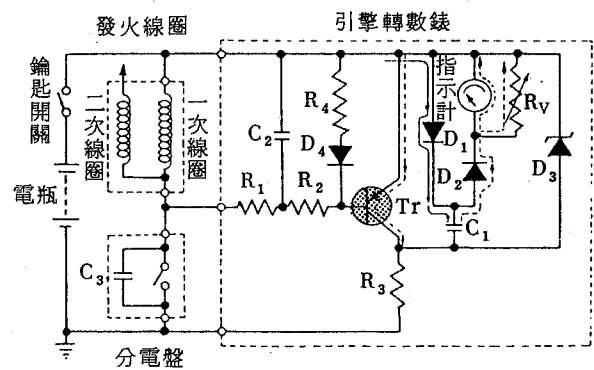 發火線圈
引擎轉數錶
鑰匙開關
二次線圈
一次線圈
指示計
R4
RV
C2
D1
D4
D2
D3
電瓶
R1
R2
Tr
C1
C3
R3
分電盤